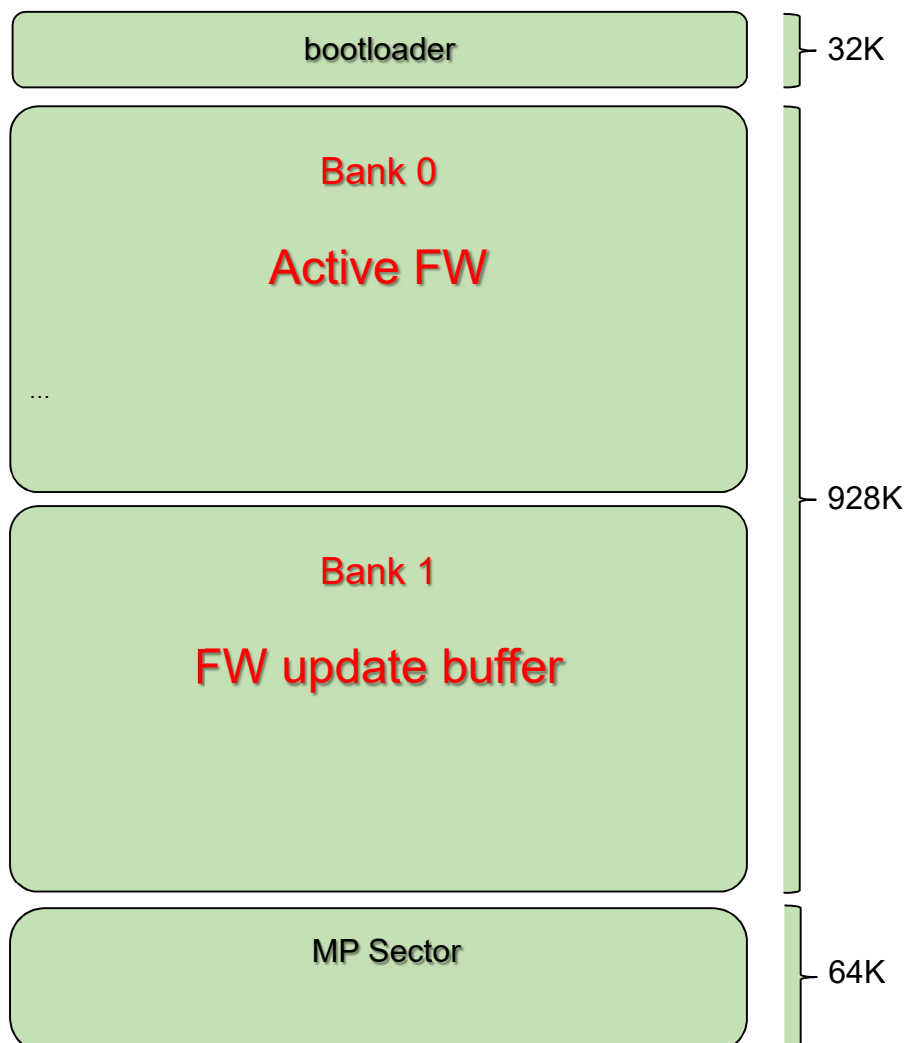 bootloader
32K
Bank 0
Active FW
...
928K
Bank 1
FW update buffer
MP Sector
64K